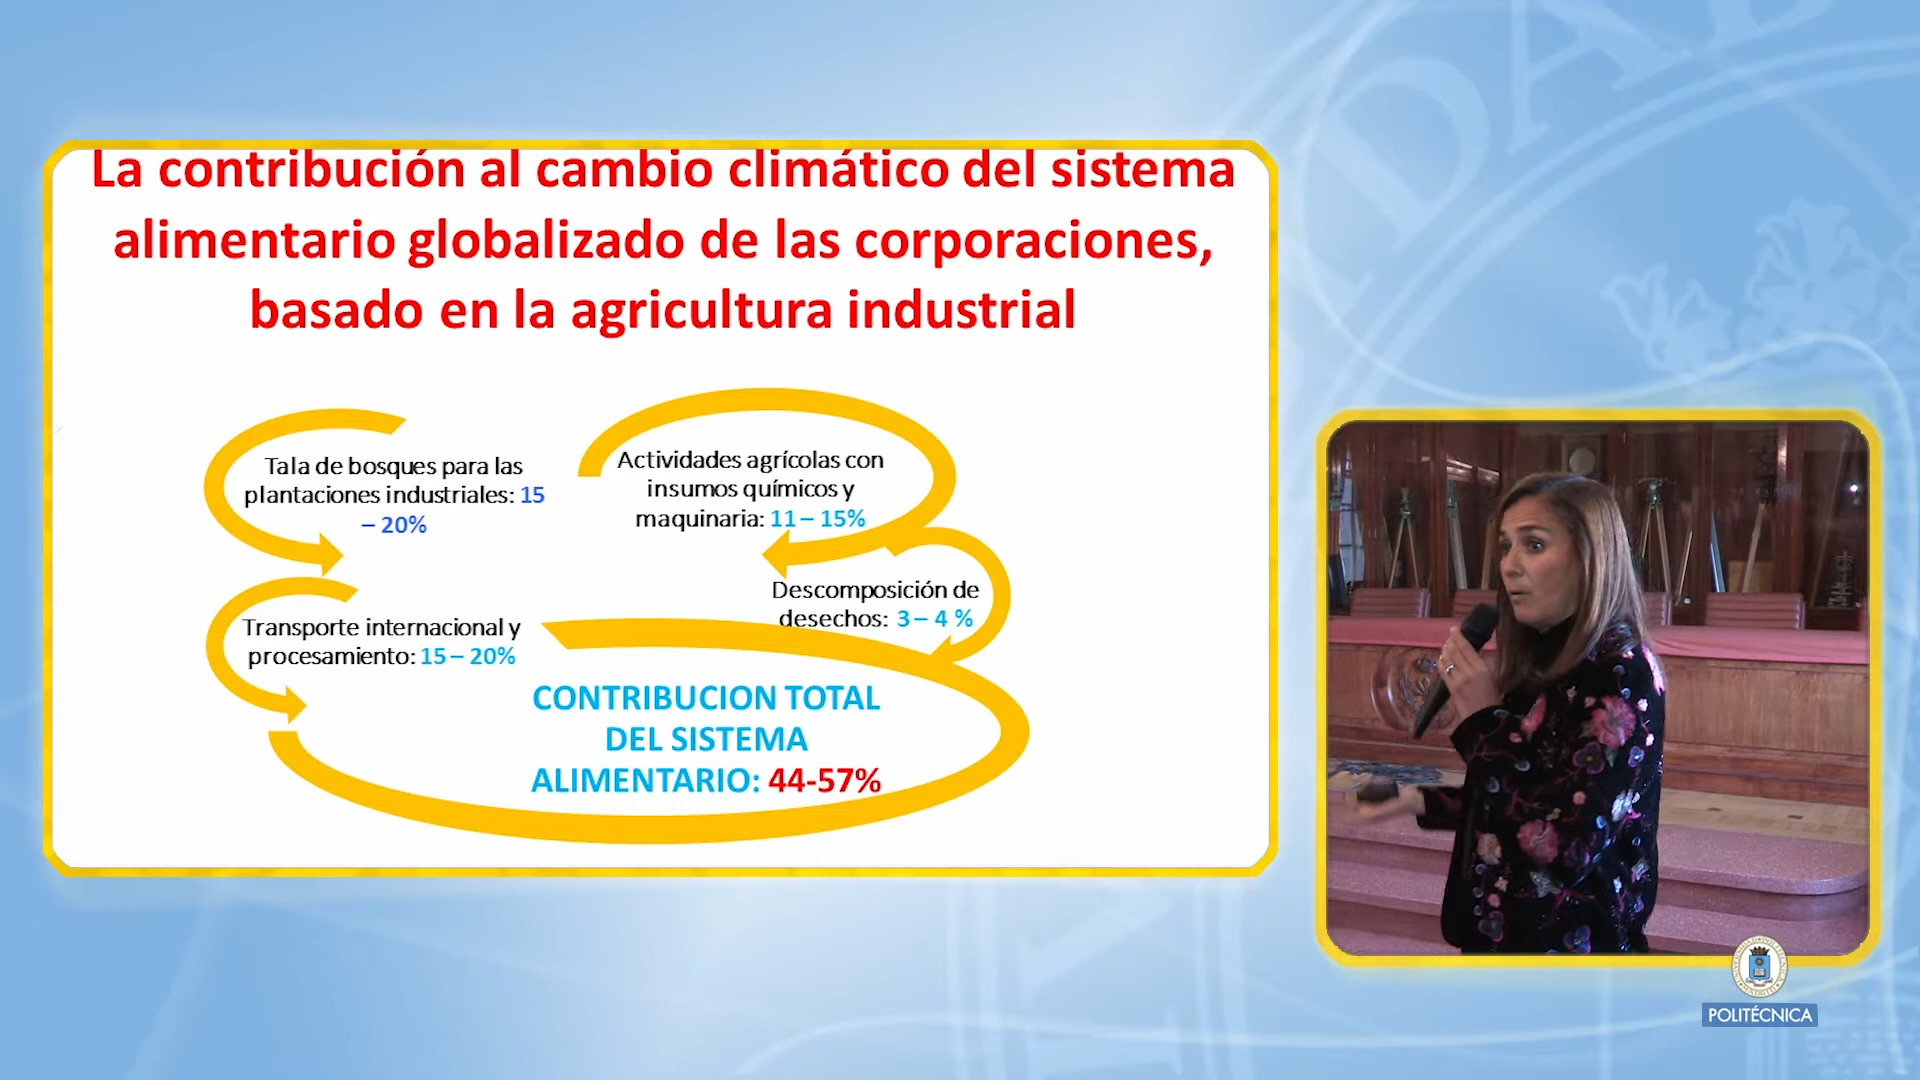 La contribución al cambio climático del sistema
alimentario globalizado de las corporaciones,
basado en la agricultura industrial
Tala de bosques para las
plantaciones industriales: 15
– 20%
Actividades agrícolas con
insumos químicos y
maquinaria: 11 – 15%
Descomposición de
desechos: 3 – 4 %
Transporte internacional y
procesamiento: 15 – 20%
CONTRIBUCION TOTAL
DEL SISTEMA
ALIMENTARIO: 44-57%
POLITÉCNICA